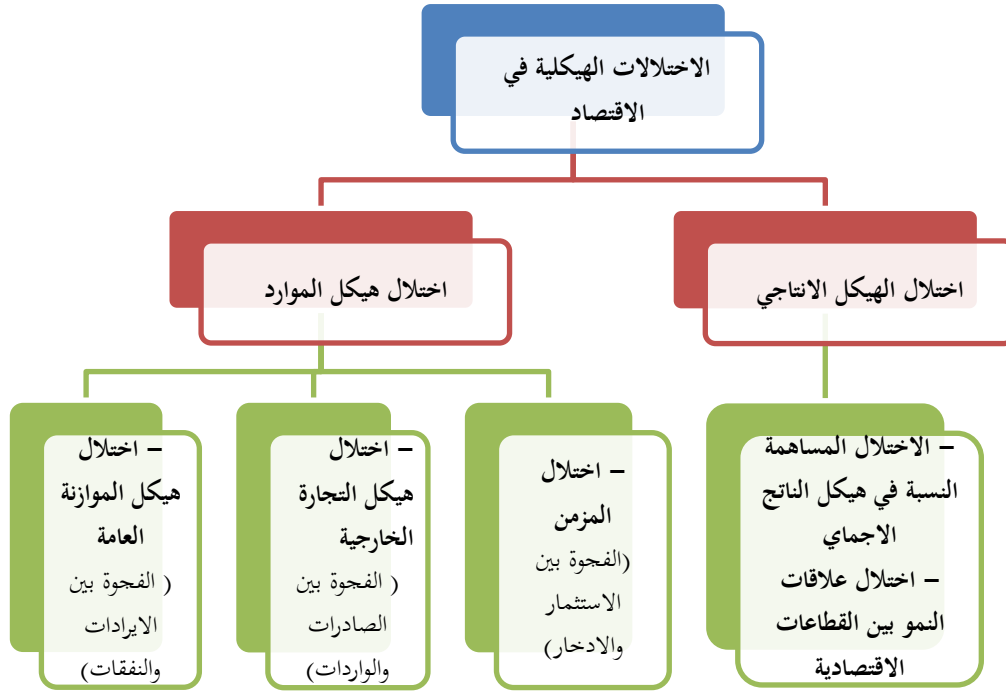 الاختلالات الهيكلية في
الاقتصاد
اختلال الهيكل الانتاجي
اختلال هيكل الموارد
– الاختلال المساهمة
النسبة في هيكل الناتج
الاجماي
– اختلال علاقات
النمو بين القطاعات
الاقتصادية
– اختلال
المزمن
(الفجوة بين
الاستثمار
والادخار)
– اختلال
هيكل التجارة
الخارجية
( الفجوة بين
الصادرات
والواردات)
– اختلال
هيكل الموازنة
العامة
( الفجوة بين
الايرادات
والنفقات)